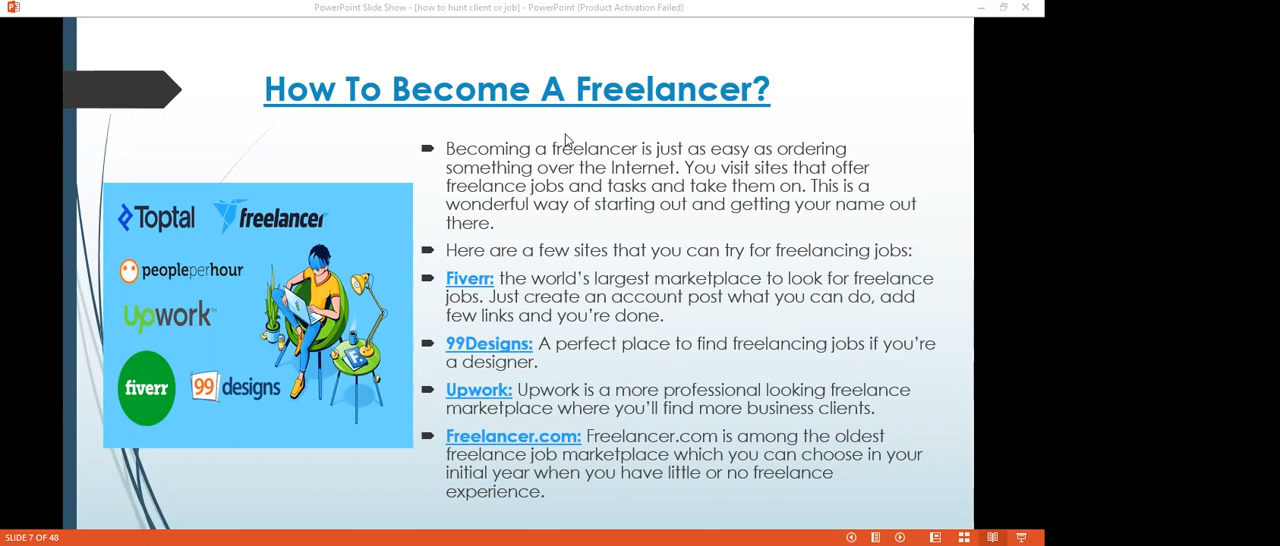 PowerPoint Slide Show - [how to hunt client or job] - PowerPoint (Product Activation Failed)
How To Become A Freelancer?
Toptal
freelancer
peopleperhour
upwork
fiverr
99designs
Becoming a freelancer is just as easy as ordering
something over the Internet. You visit sites that offer
freelance jobs and tasks and take them on. This is a
wonderful way of starting out and getting your name out
there.
Here are a few sites that you can try for freelancing jobs:
Fiverr: the world's largest marketplace to look for freelance
jobs. Just create an account post what you can do, add
few links and you're done.
99Designs: A perfect place to find freelancing jobs if you're
a designer.
Upwork: Upwork is a more professional looking freelance
marketplace where you'll find more business clients.
Freelancer.com: Freelancer.com is among the oldest
freelance job marketplace which you can choose in your
initial year when you have little or no freelance
experience.
SLIDE 7 OF 48